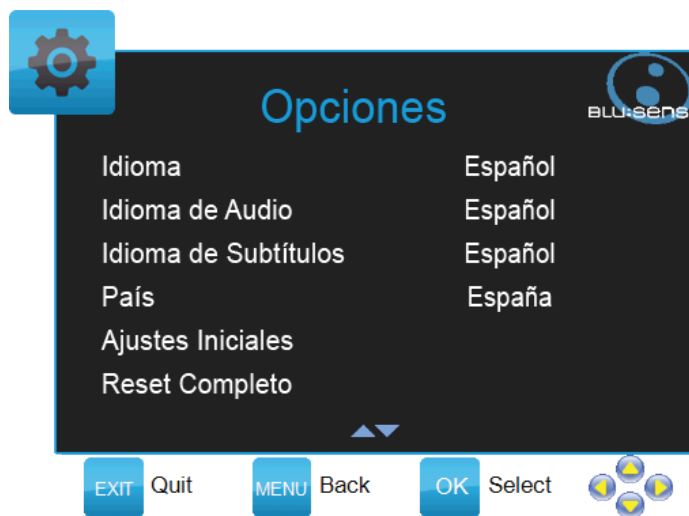 Opciones
BLU:sens
Idioma Español
Idioma de Audio Español
Idioma de Subtítulos Español
País España
Ajustes Iniciales
Reset Completo
EXIT Quit MENU Back OK Select